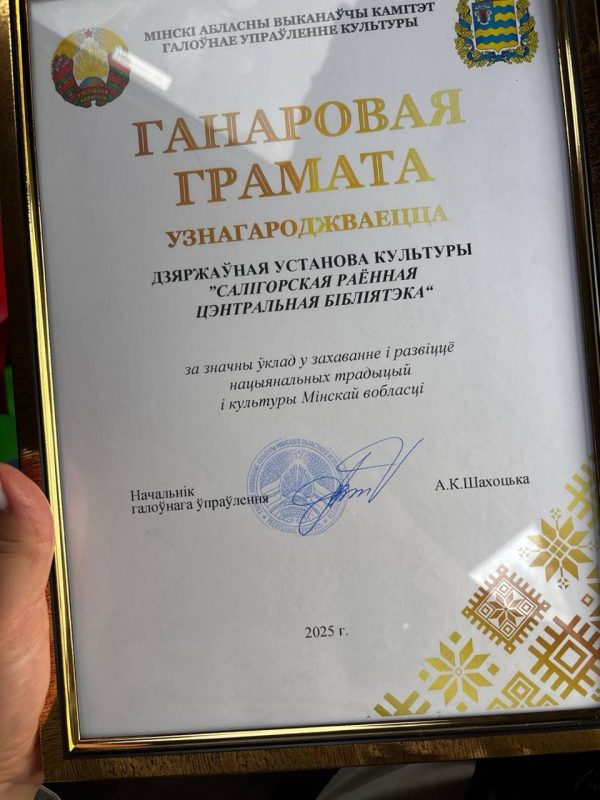 МІНСКІ АБЛАСНЫ ВЫКАНАЎЧЫ КАМІТЭТ
ГАЛОЎНАЕ УПРАЎЛЕННЕ КУЛЬТУРЫ
ГАНАРОВАЯ
ГРАМАТА
УЗНАГАРОДЖВАЕЦЦА
ДЗЯРЖАЎНАЯ УСТАНОВА КУЛЬТУРЫ
”САЛІГОРСКАЯ РАЁННАЯ
ЦЭНТРАЛЬНАЯ БІБЛІЯТЭКА“
за значны ўклад у захаванне і развіццё
нацыянальных традыцый
і культуры Мінскай вобласці
Начальнік
галоўнага ўпраўлення
А.К.Шахоцька
2025 г.